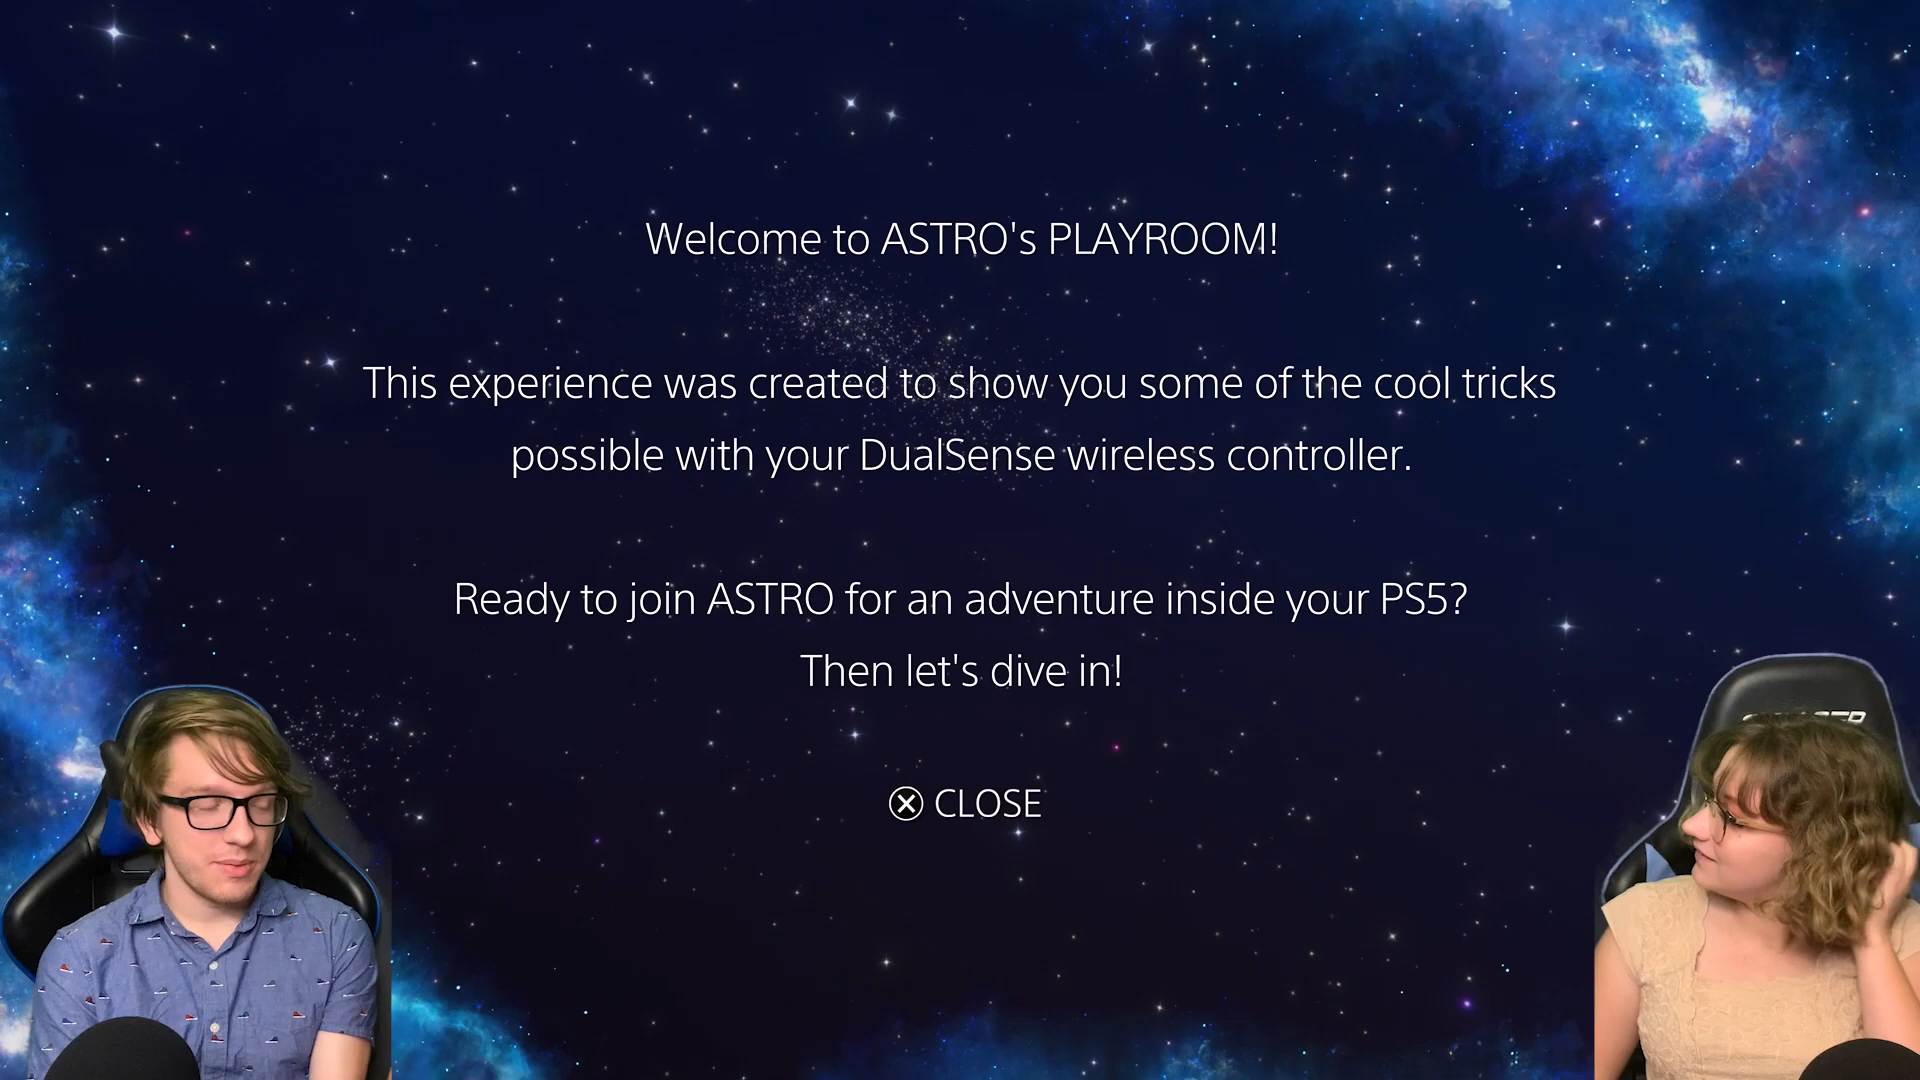 Welcome to ASTRO's PLAYROOM!
This experience was created to show you some of the cool tricks
possible with your DualSense wireless controller.
Ready to join ASTRO for an adventure inside your PS5?
Then let's dive in!
CLOSE